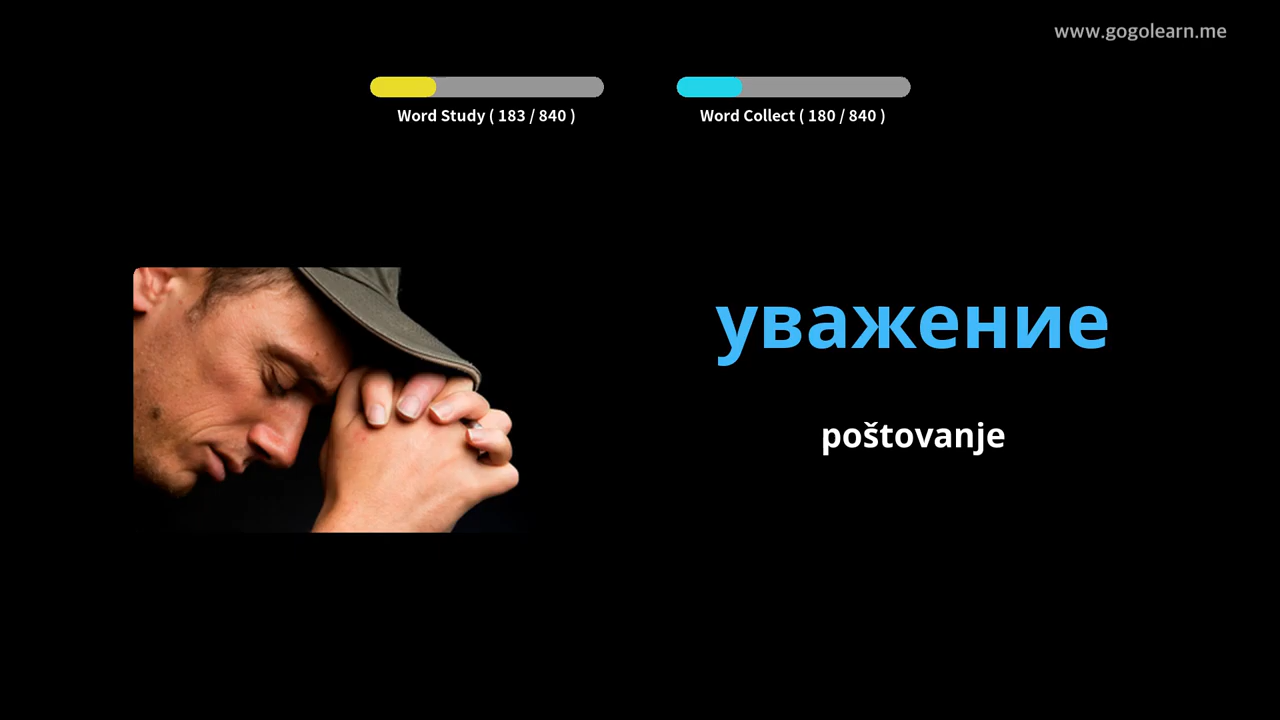 www.gogolearn.me
Word Study ( 183 / 840 )
Word Collect ( 180 / 840 )
уважение
poštovanje